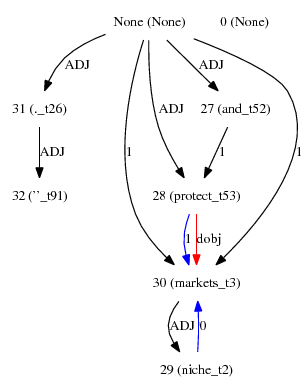 None (None) 0 (None)
ADJ ADJ
31 (._t26) 27 (and_t52)
ADJ
ADJ 1 1 1
32 (''_t91) 28 (protect_t53)
1 dobj
30 (markets_t3)
ADJ 0
29 (niche_t2)